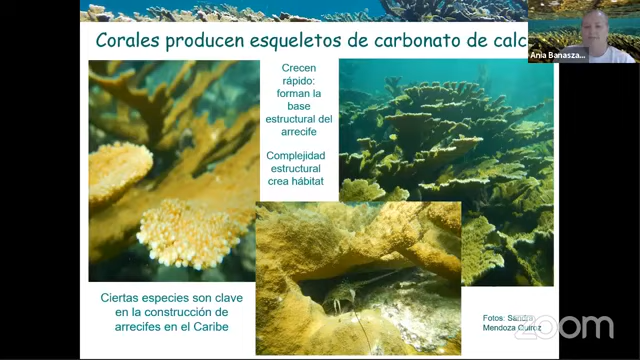 Corales producen esqueletos de carbonato de calc
Ania Banasza...
Crecen
rápido:
forman la
base
estructural del
arrecife
Complejidad
estructural
crea hábitat
Ciertas especies son clave
en la construcción de
arrecifes en el Caribe
Fotos: Sandra
Mendoza Quiroz
zoom